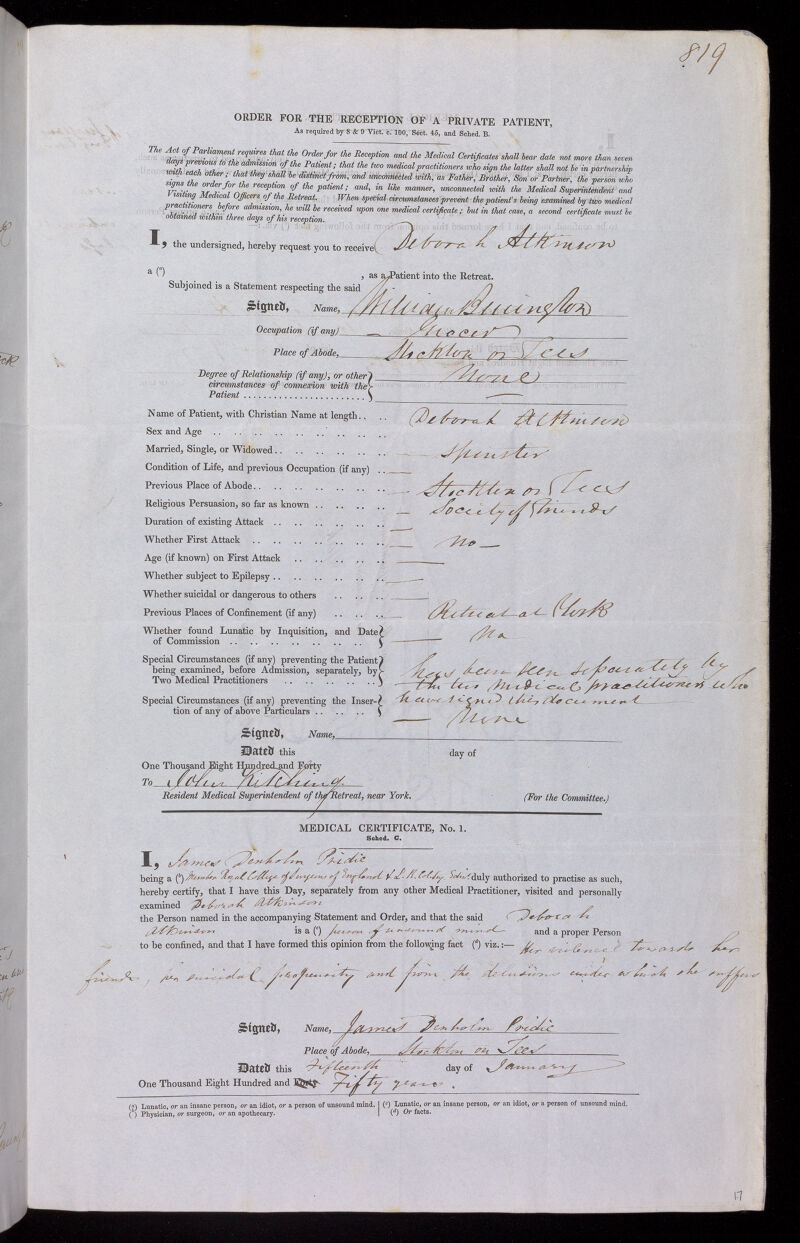 819
ORDER FOR THE RECEPTION OF A PRIVATE PATIENT,
As required by 8 & 9 Vict. c. 100, Sect. 45, and Sched. B.
The Act of Parliament requires that the Order for the Reception and the Medical Certificates shall bear date not more than seven
days previous to the admission of the Patient; that the two medical practitioners who sign the latter shall not be in partnership
with each other; that they shall be distinct from, and unconnected with, as Father, Brother, Son or Partner, the person who
signs the order for the reception of the patient; and, in like manner, unconnected with the Medical Superintendent and
Visiting Medical Officers of the Retreat. When special circumstances prevent the patient's being examined by two medical
practitioners before admission, he will be received upon one medical certificate; but in that case, a second certificate must be
obtained within three days of his reception.
I, the undersigned, hereby request you to receive Deborah Atkinson
a (a) , as a Patient into the Retreat.
Subjoined is a Statement respecting the said
Signed, Name, William
Occupation (if any) – Grocer
Place of Abode, Stockton on Tees
Degree of Relationship (if any), or other
circumstances of connexion with the
Patient None
Name of Patient, with Christian Name at length Deborah Atkinson
Sex and Age
Married, Single, or Widowed – Spinster
Condition of Life, and previous Occupation (if any) —
Previous Place of Abode – Stockton on Tees
Religious Persuasion, so far as known – Society of Friends
Duration of existing Attack —
Whether First Attack — No —
Age (if known) on First Attack —
Whether subject to Epilepsy —
Whether suicidal or dangerous to others —
Previous Places of Confinement (if any) – Retreat at York
Whether found Lunatic by Inquisition, and Date
of Commission — No
Special Circumstances (if any) preventing the Patient
being examined, before Admission, separately, by
Two Medical Practitioners has been seen separately by
the two medical practitioners who
have signed this document
Special Circumstances (if any) preventing the Inser-
tion of any of above Particulars — None
Signed, Name,
Dated this day of
One Thousand Eight Hundred and Forty
To John Kitching
Resident Medical Superintendent of the Retreat, near York. (For the Committee.)
MEDICAL CERTIFICATE, No. 1.
Sched. C.
I, James Denholm Pridie
being a (b) Member Royal College of Surgeons of England & L.R. Col. Edin. duly authorized to practise as such,
hereby certify, that I have this Day, separately from any other Medical Practitioner, visited and personally
examined Deborah Atkinson
the Person named in the accompanying Statement and Order, and that the said Deborah
Atkinson is a (c) person of unsound mind and a proper Person
to be confined, and that I have formed this opinion from the following fact (d) viz.:— Her violence towards her
friends, her suicidal propensity and from the delusions under which she suffers
Signed, Name, James Denholm Pridie
Place of Abode, Stockton on Tees
Dated this Fifteenth day of January
One Thousand Eight Hundred and Forty Fifty years.
(a) Lunatic, or an insane person, or an idiot, or a person of unsound mind.
(b) Physician, or surgeon, or an apothecary.
(c) Lunatic, or an insane person, or an idiot, or a person of unsound mind.
(d) Or facts.
17